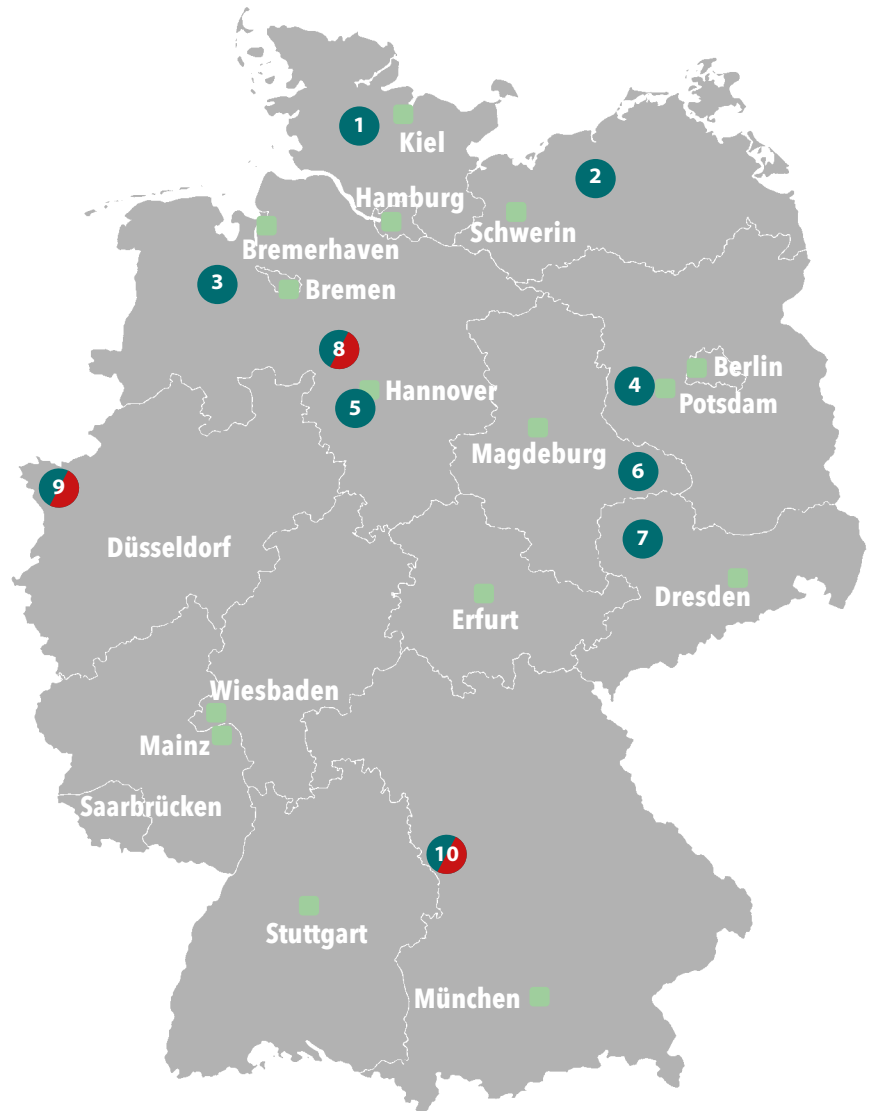 1
Kiel
2
Hamburg
Schwerin
Bremerhaven
3
Bremen
8
Berlin
4
Hannover
Potsdam
5
Magdeburg
6
9
7
Düsseldorf
Dresden
Erfurt
Wiesbaden
Mainz
Saarbrücken
10
Stuttgart
München